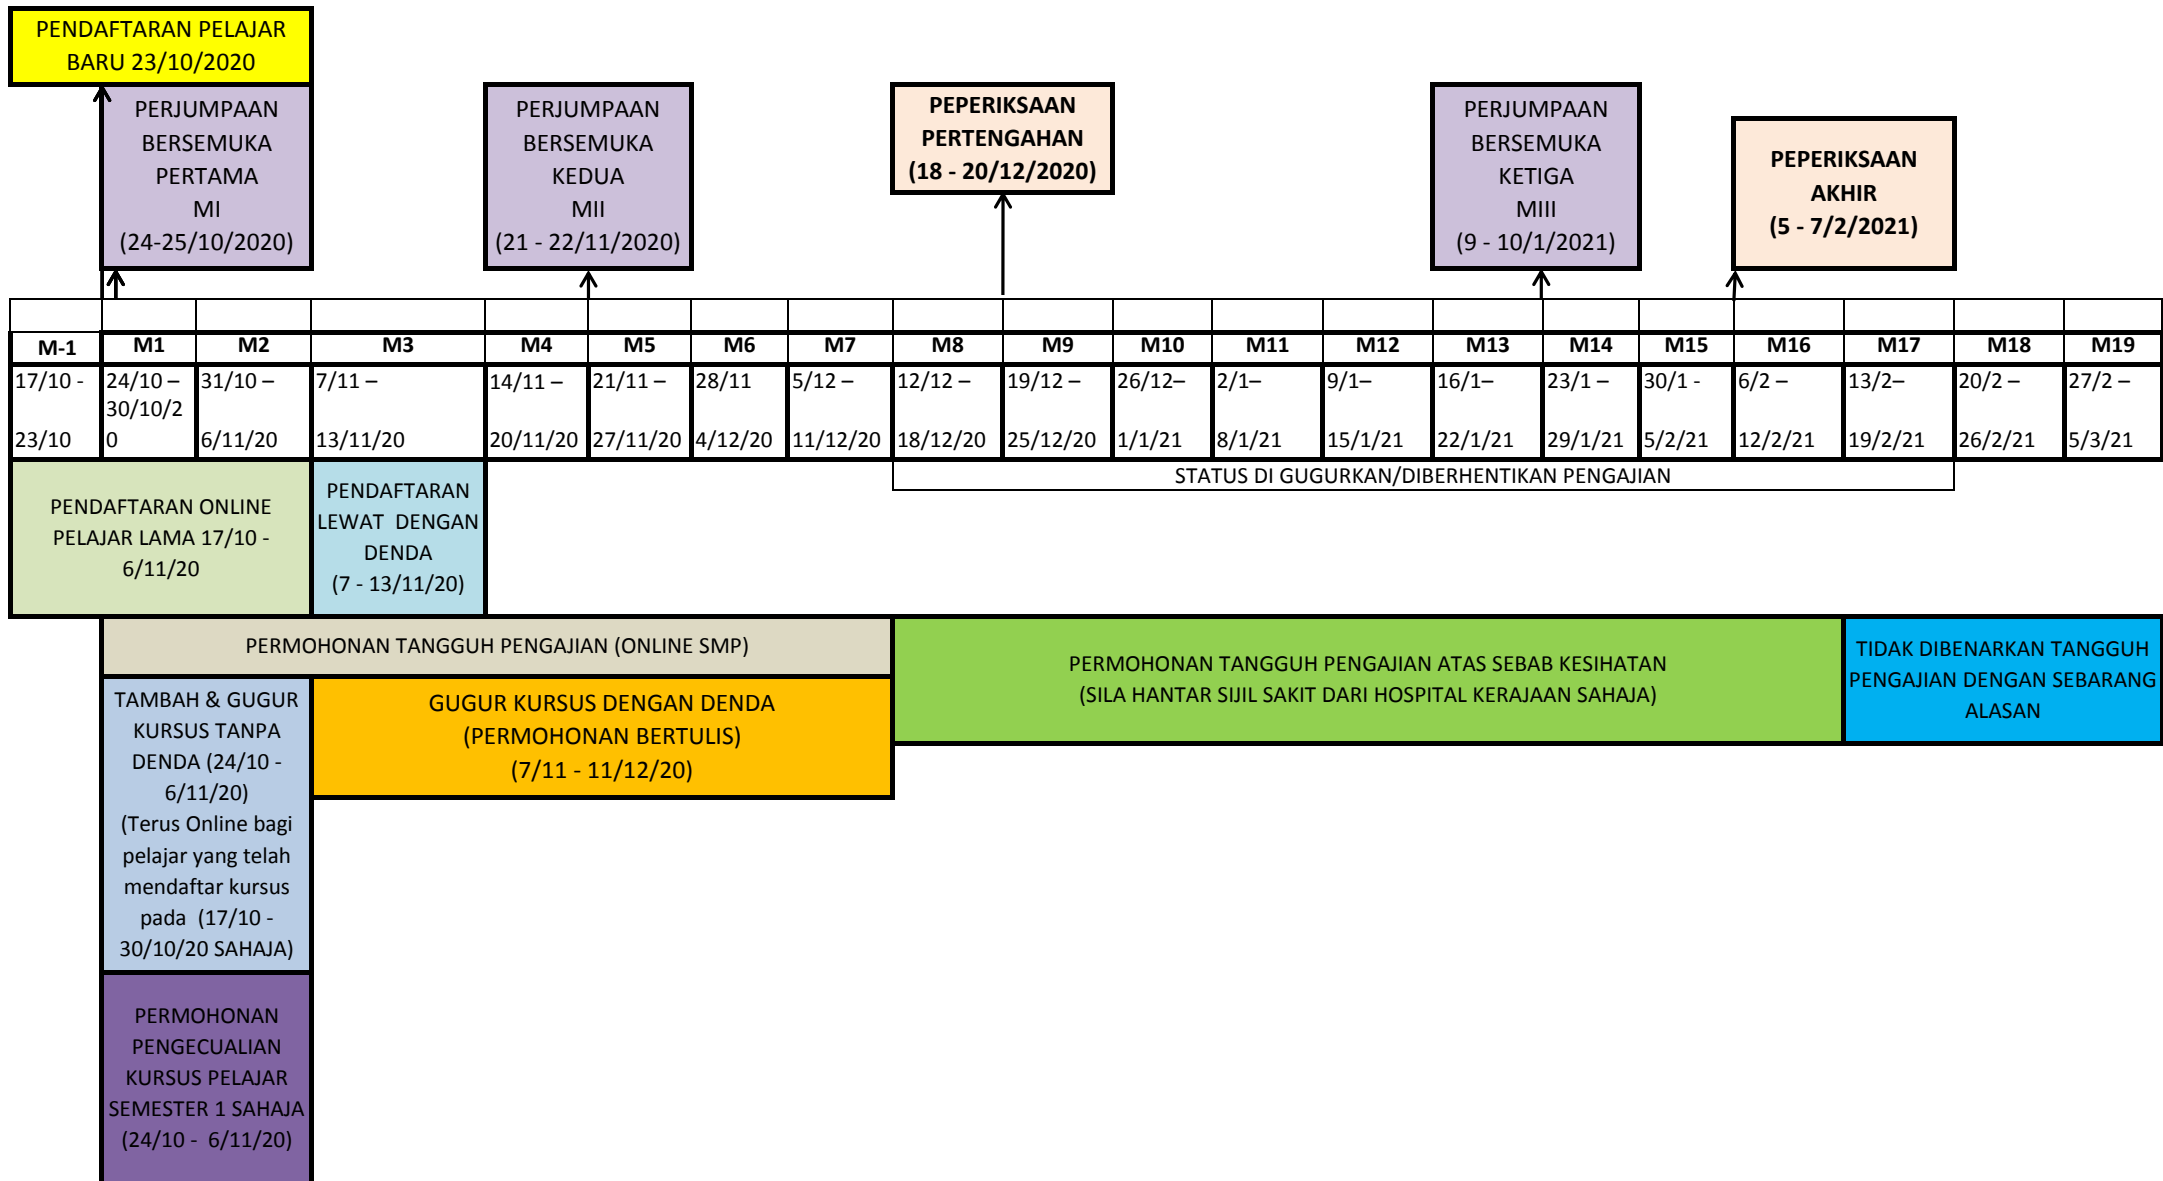 PENDAFTARAN PELAJAR
BARU 23/10/2020
PERJUMPAAN
BERSEMUKA
PERTAMA
MI
(24-25/10/2020)
PERJUMPAAN
BERSEMUKA
KEDUA
MII
(21 - 22/11/2020)
PEPERIKSAAN
PERTENGAHAN
(18 - 20/12/2020)
PERJUMPAAN
BERSEMUKA
KETIGA
MIII
(9 - 10/1/2021)
PEPERIKSAAN
AKHIR
(5 - 7/2/2021)
M-1 M1 M2 M3 M4 M5 M6 M7 M8 M9 M10 M11 M12 M13 M14 M15 M16 M17 M18 M19
17/10 - 24/10 – 31/10 – 7/11 – 14/11 – 21/11 – 28/11 5/12 – 12/12 – 19/12 – 26/12– 2/1– 9/1– 16/1– 23/1 – 30/1 - 6/2 – 13/2– 20/2 – 27/2 –
30/10/2
23/10 0 6/11/20 13/11/20 20/11/20 27/11/20 4/12/20 11/12/20 18/12/20 25/12/20 1/1/21 8/1/21 15/1/21 22/1/21 29/1/21 5/2/21 12/2/21 19/2/21 26/2/21 5/3/21
STATUS DI GUGURKAN/DIBERHENTIKAN PENGAJIAN
PENDAFTARAN ONLINE
PELAJAR LAMA 17/10 -
6/11/20
PENDAFTARAN
LEWAT DENGAN
DENDA
(7 - 13/11/20)
PERMOHONAN TANGGUH PENGAJIAN (ONLINE SMP)
PERMOHONAN TANGGUH PENGAJIAN ATAS SEBAB KESIHATAN
(SILA HANTAR SIJIL SAKIT DARI HOSPITAL KERAJAAN SAHAJA)
TIDAK DIBENARKAN TANGGUH
PENGAJIAN DENGAN SEBARANG
ALASAN
TAMBAH & GUGUR
KURSUS TANPA
DENDA (24/10 -
6/11/20)
(Terus Online bagi
pelajar yang telah
mendaftar kursus
pada (17/10 -
30/10/20 SAHAJA)
GUGUR KURSUS DENGAN DENDA
(PERMOHONAN BERTULIS)
(7/11 - 11/12/20)
PERMOHONAN
PENGECUALIAN
KURSUS PELAJAR
SEMESTER 1 SAHAJA
(24/10 - 6/11/20)